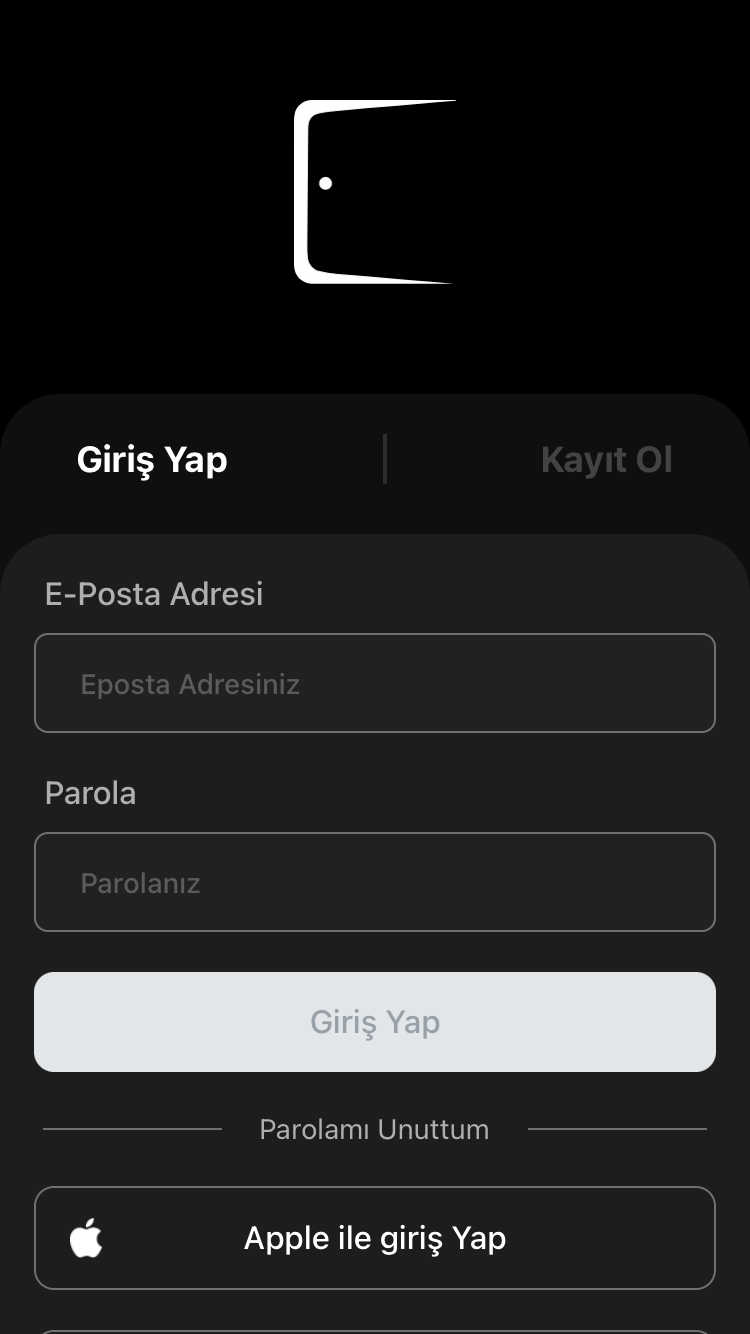 Giriş Yap
Kayıt Ol
E-Posta Adresi
Eposta Adresiniz
Parola
Parolanız
Giriş Yap
Parolamı Unuttum
Apple ile giriş Yap